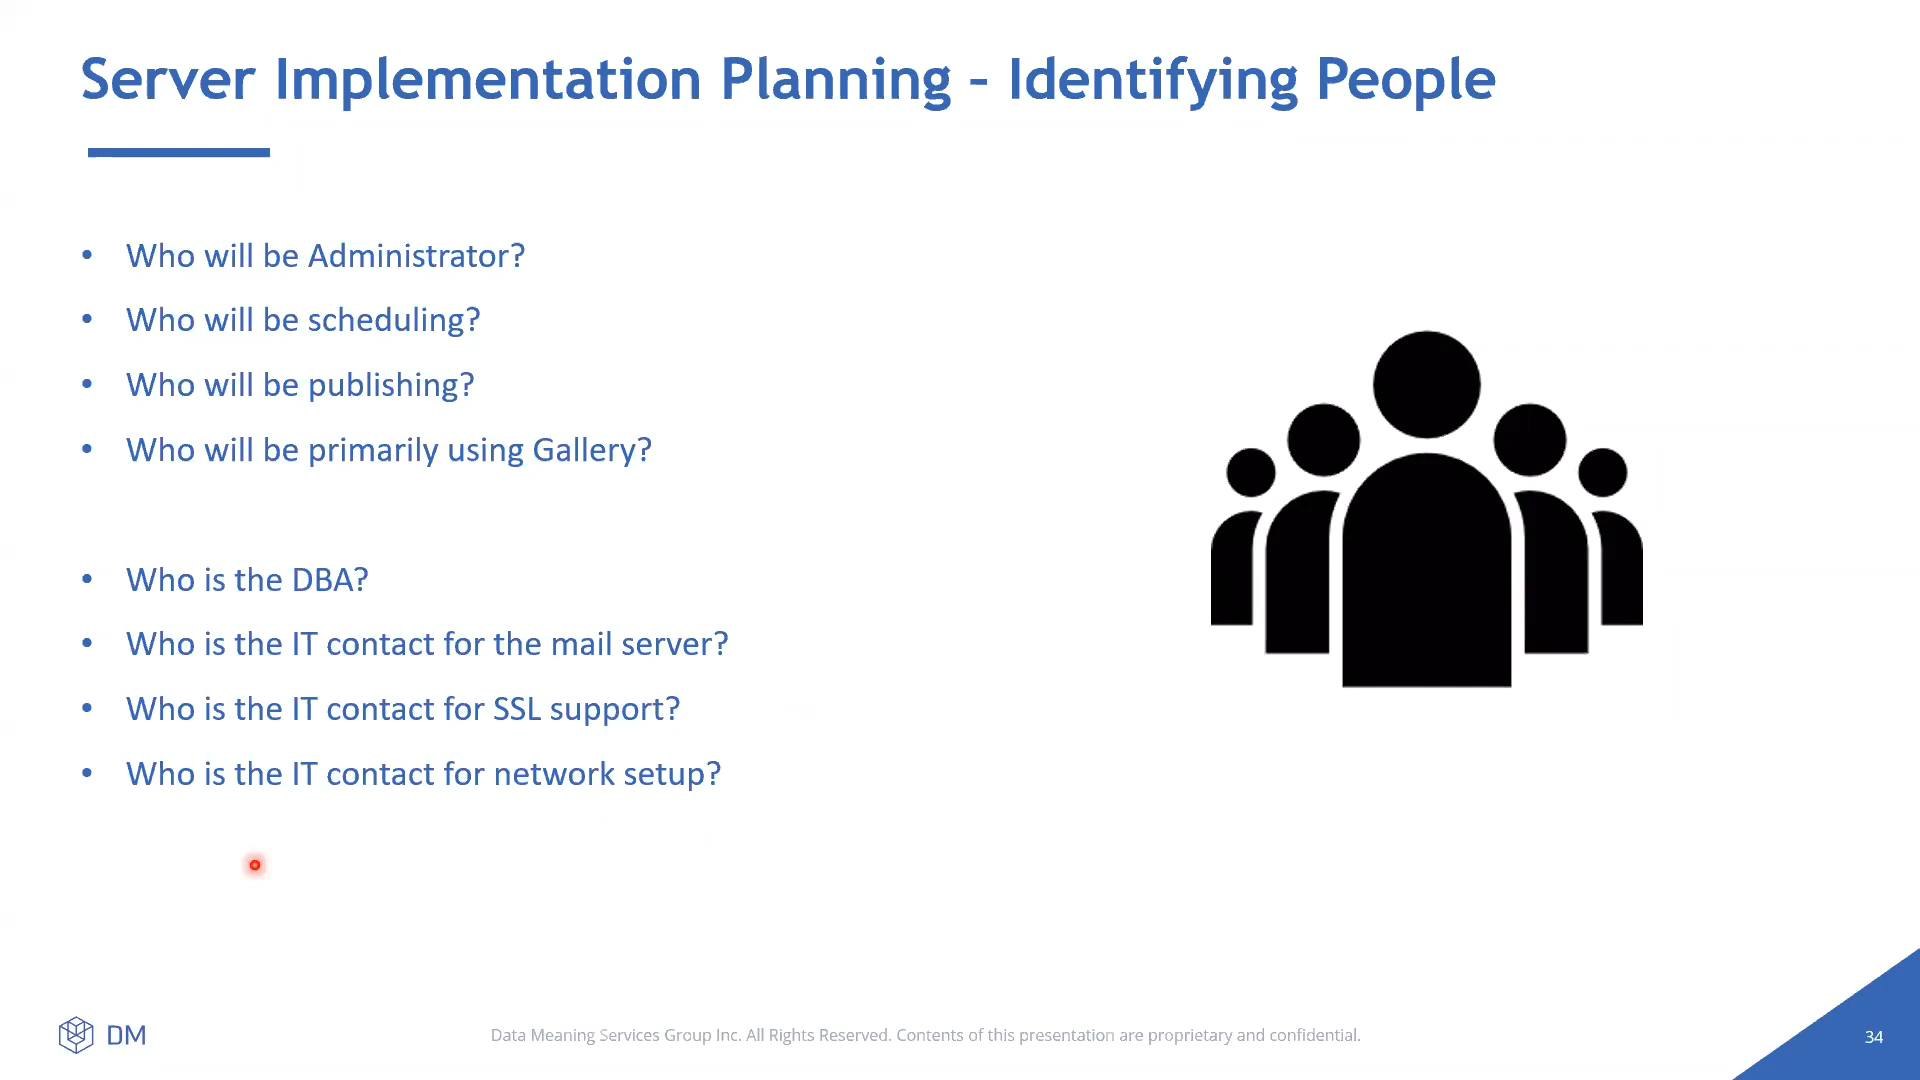 Server Implementation Planning – Identifying People
• Who will be Administrator?
• Who will be scheduling?
• Who will be publishing?
• Who will be primarily using Gallery?
• Who is the DBA?
• Who is the IT contact for the mail server?
• Who is the IT contact for SSL support?
• Who is the IT contact for network setup?
DM
Data Meaning Services Group Inc. All Rights Reserved. Contents of this presentation are proprietary and confidential.
34